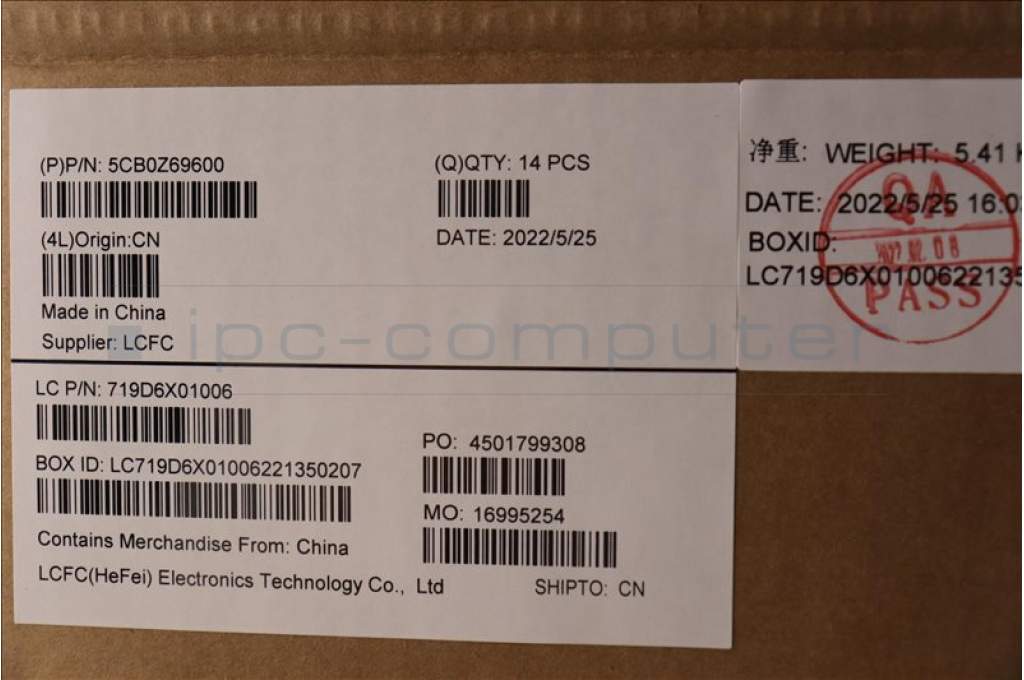 (P)P/N: 5CB0Z69600
(Q)QTY: 14 PCS
(4L)Origin:CN
DATE: 2022/5/25
Made in China
Supplier: LCFC
LC P/N: 719D6X01006
PO: 4501799308
BOX ID: LC719D6X01006221350207
MO: 16995254
Contains Merchandise From: China
LCFC(HeFei) Electronics Technology Co., Ltd
SHIPTO: CN
净重: WEIGHT: 5.41
DATE: 2022/5/25 16:0
BOXID:
LC719D6X0100622135
QA
PASS
ipc-computer